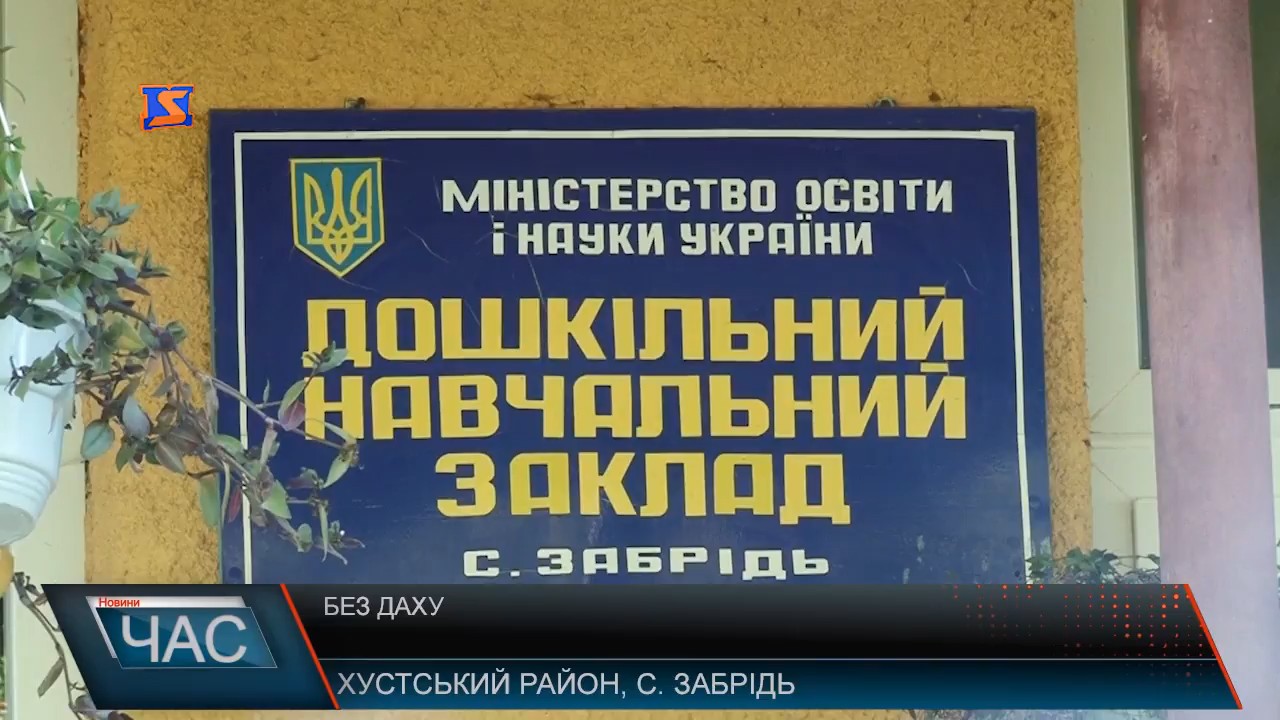 МІНІСТЕРСТВО ОСВІТИ
і НАУКИ УКРАЇНИ
ДОШКІЛЬНИЙ
НАВЧАЛЬНИЙ
ЗАКЛАД
С. ЗАБРІДЬ
Новини
ЧАС
БЕЗ ДАХУ
ХУСТСЬКИЙ РАЙОН, С. ЗАБРІДЬ